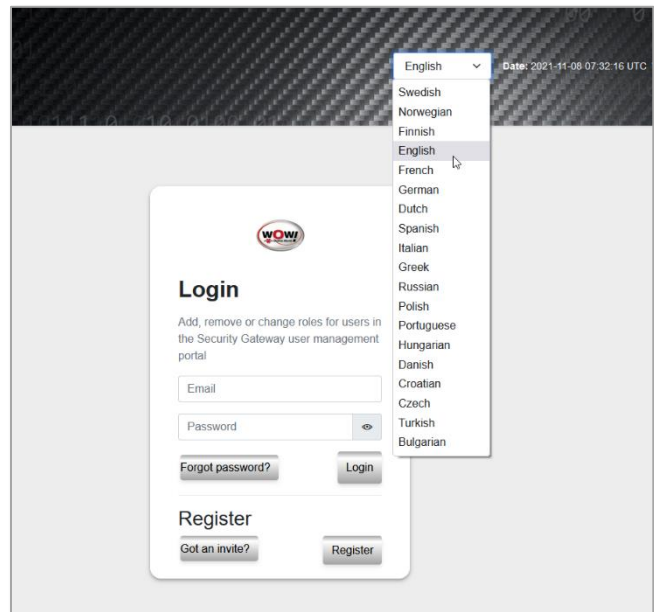 English
Date: 2021-11-08 07:32:16 UTC
Swedish
Norwegian
Finnish
English
French
German
Dutch
Spanish
Italian
Greek
Russian
Polish
Portuguese
Hungarian
Danish
Croatian
Czech
Turkish
Bulgarian
WOW!
Login
Add, remove or change roles for users in
the Security Gateway user management
portal
Email
Password
Forgot password?
Login
Register
Got an invite?
Register